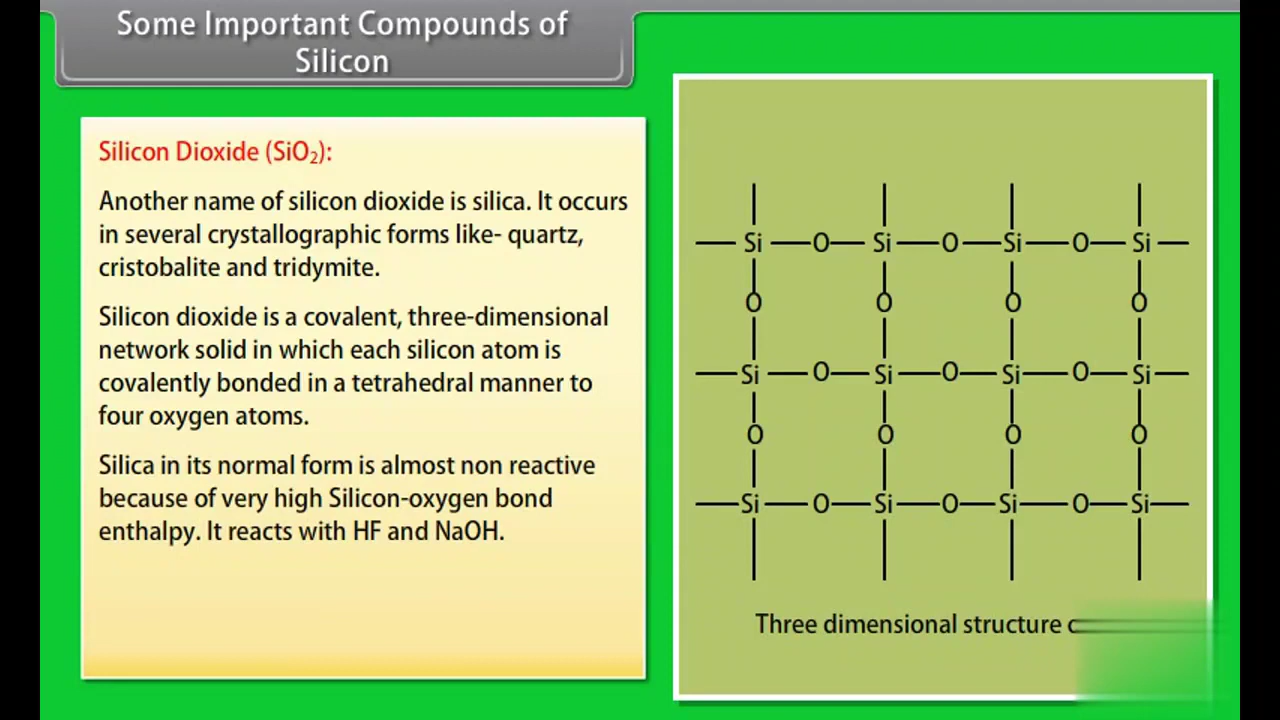 Some Important Compounds of
Silicon
Silicon Dioxide (SiO₂):
Another name of silicon dioxide is silica. It occurs
in several crystallographic forms like- quartz,
cristobalite and tridymite.
Silicon dioxide is a covalent, three-dimensional
network solid in which each silicon atom is
covalently bonded in a tetrahedral manner to
four oxygen atoms.
Silica in its normal form is almost non reactive
because of very high Silicon-oxygen bond
enthalpy. It reacts with HF and NaOH.
Si O Si O Si O Si
O O O O
Si O Si O Si O Si
O O O O
Si O Si O Si O Si
Three dimensional structure